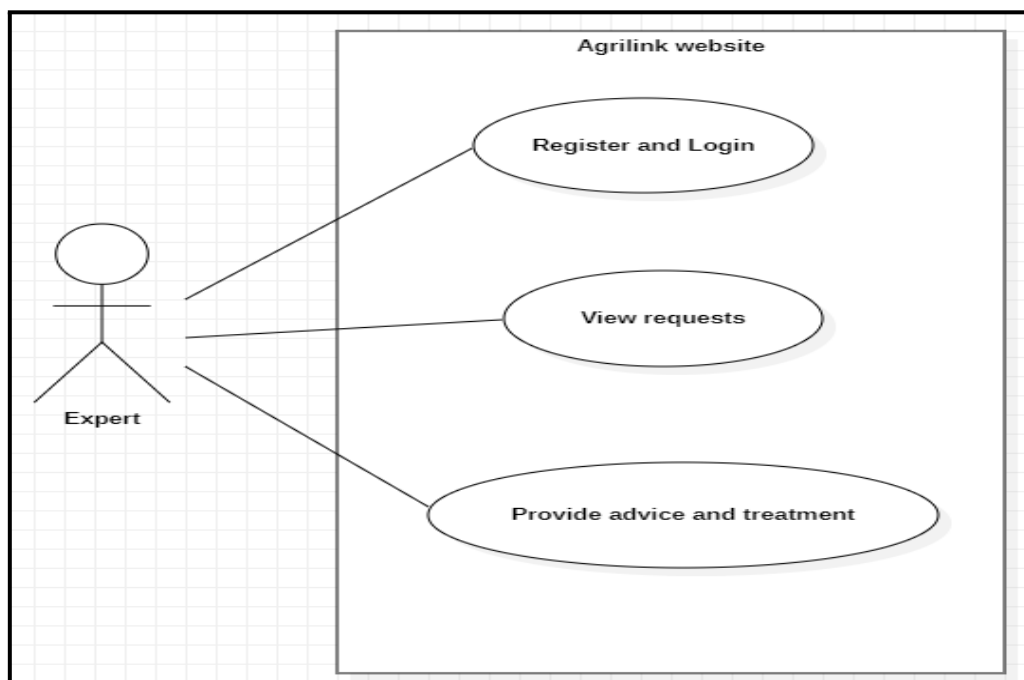 Agrilink website
Register and Login
View requests
Expert
Provide advice and treatment